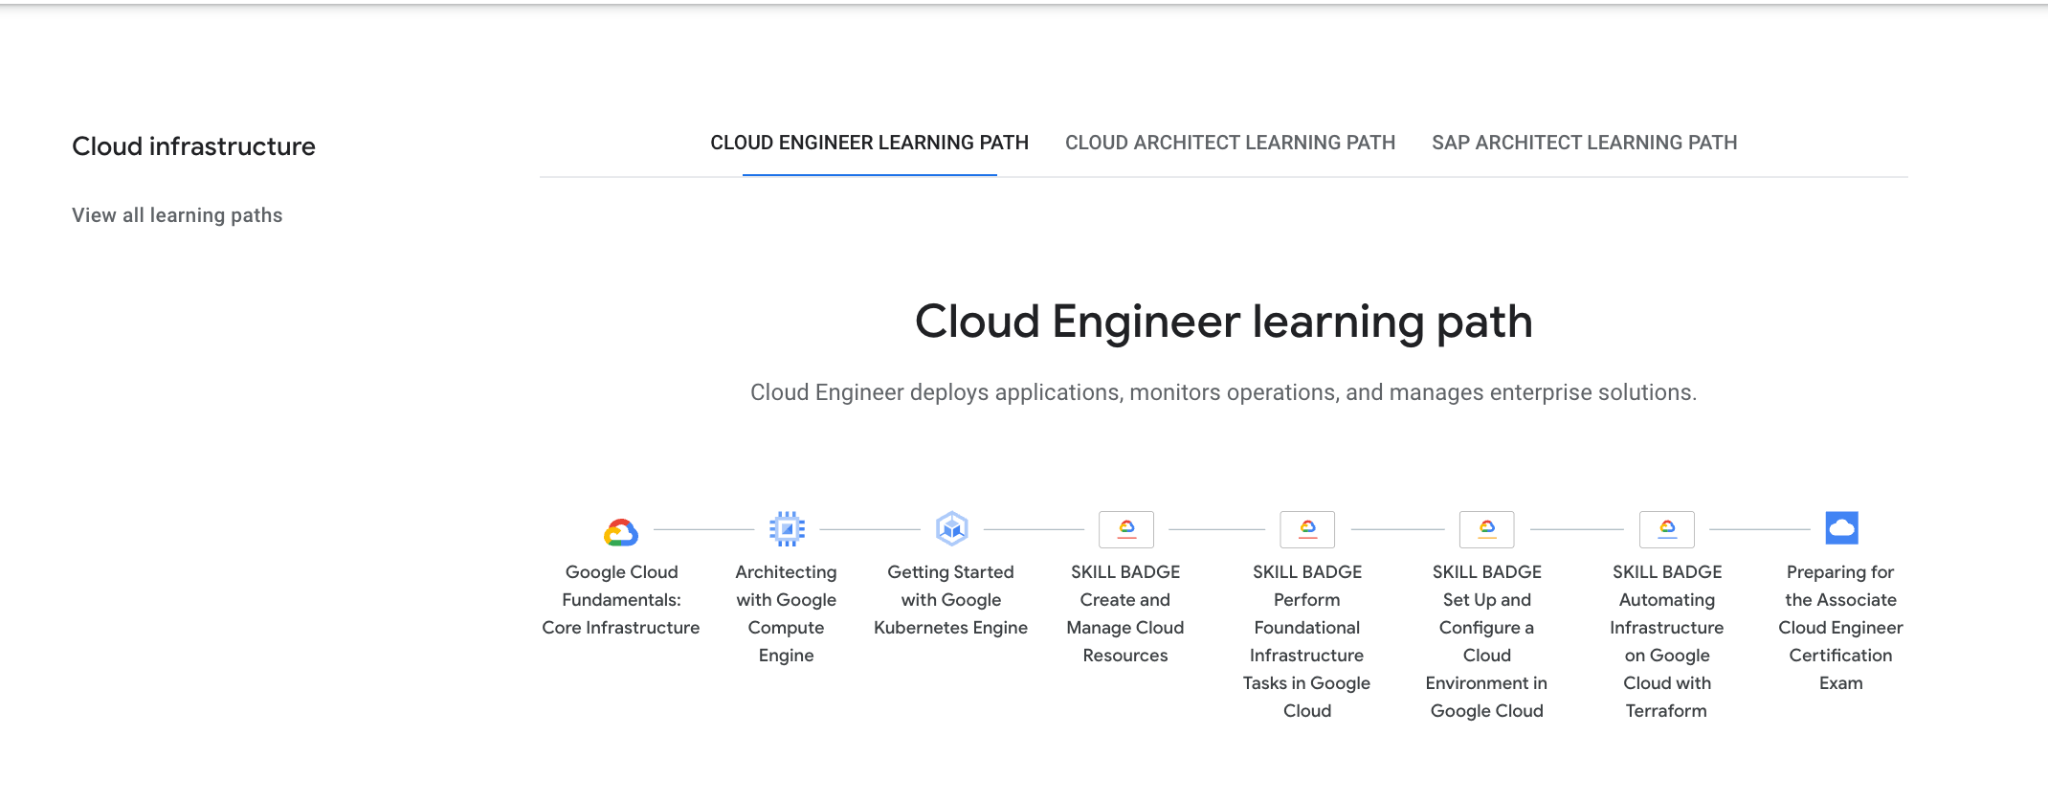 Cloud infrastructure
View all learning paths
CLOUD ENGINEER LEARNING PATH
CLOUD ARCHITECT LEARNING PATH
SAP ARCHITECT LEARNING PATH
Cloud Engineer learning path
Cloud Engineer deploys applications, monitors operations, and manages enterprise solutions.
Google Cloud
Fundamentals:
Core Infrastructure
Architecting
with Google
Compute
Engine
Getting Started
with Google
Kubernetes Engine
SKILL BADGE
Create and
Manage Cloud
Resources
SKILL BADGE
Perform
Foundational
Infrastructure
Tasks in Google
Cloud
SKILL BADGE
Set Up and
Configure a
Cloud
Environment in
Google Cloud
SKILL BADGE
Automating
Infrastructure
on Google
Cloud with
Terraform
Preparing for
the Associate
Cloud Engineer
Certification
Exam